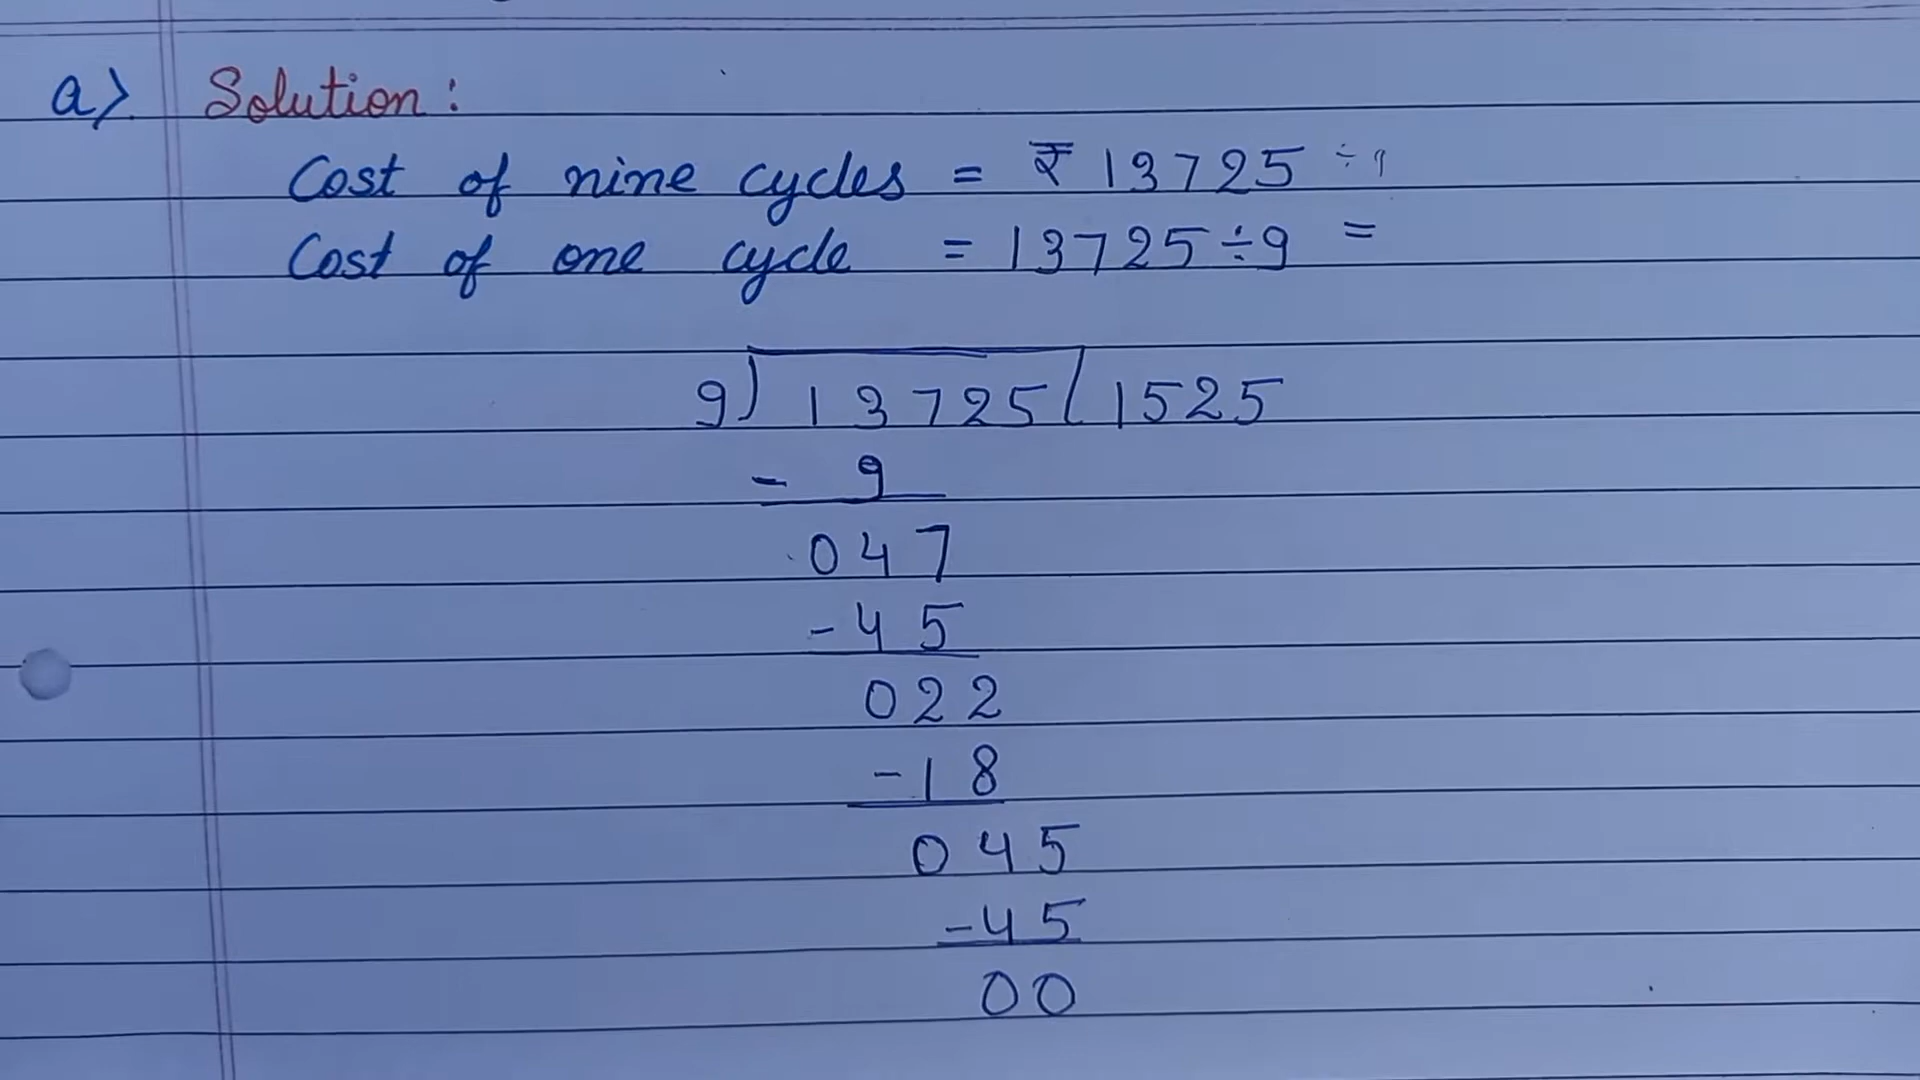 a). Solution:
Cost of nine cycles = ₹ 13725 ÷ 9
Cost of one cycle = 13725÷9 =
9) 13725 ( 1525
- 9
047
-45
022
-18
045
-45
00